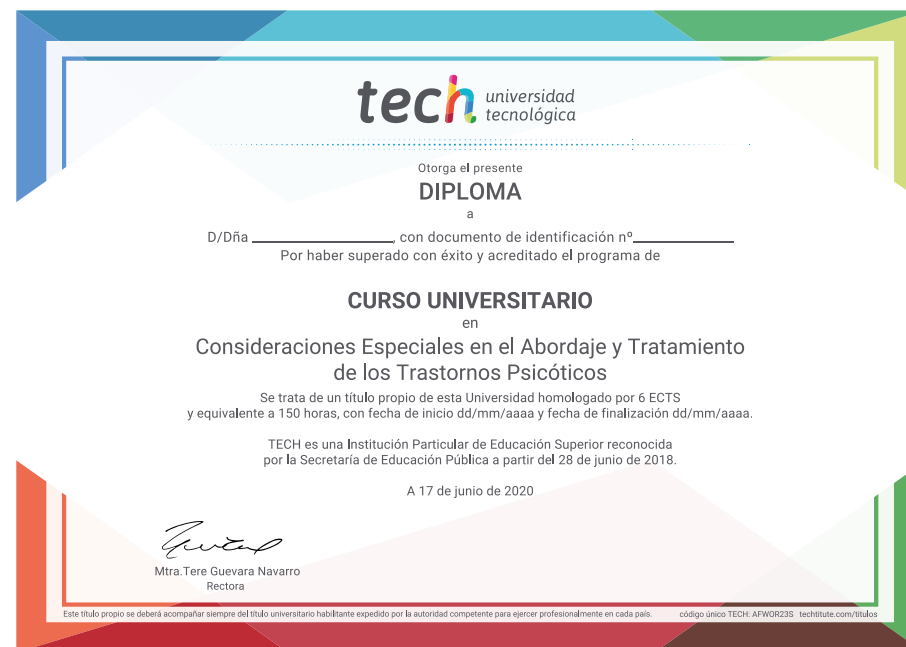 tech universidad
tecnológica
Otorga el presente
DIPLOMA
a
D/Dña ____________________, con documento de identificación nº______________
Por haber superado con éxito y acreditado el programa de
CURSO UNIVERSITARIO
en
Consideraciones Especiales en el Abordaje y Tratamiento
de los Trastornos Psicóticos
Se trata de un título propio de esta Universidad homologado por 6 ECTS
y equivalente a 150 horas, con fecha de inicio dd/mm/aaaa y fecha de finalización dd/mm/aaaa.
TECH es una Institución Particular de Educación Superior reconocida
por la Secretaría de Educación Pública a partir del 28 de junio de 2018.
A 17 de junio de 2020
Mtra.Tere Guevara Navarro
Rectora
Este título propio se deberá acompañar siempre del título universitario habilitante expedido por la autoridad competente para ejercer profesionalmente en cada país. código único TECH: AFWOR23S techtitute.com/titulos